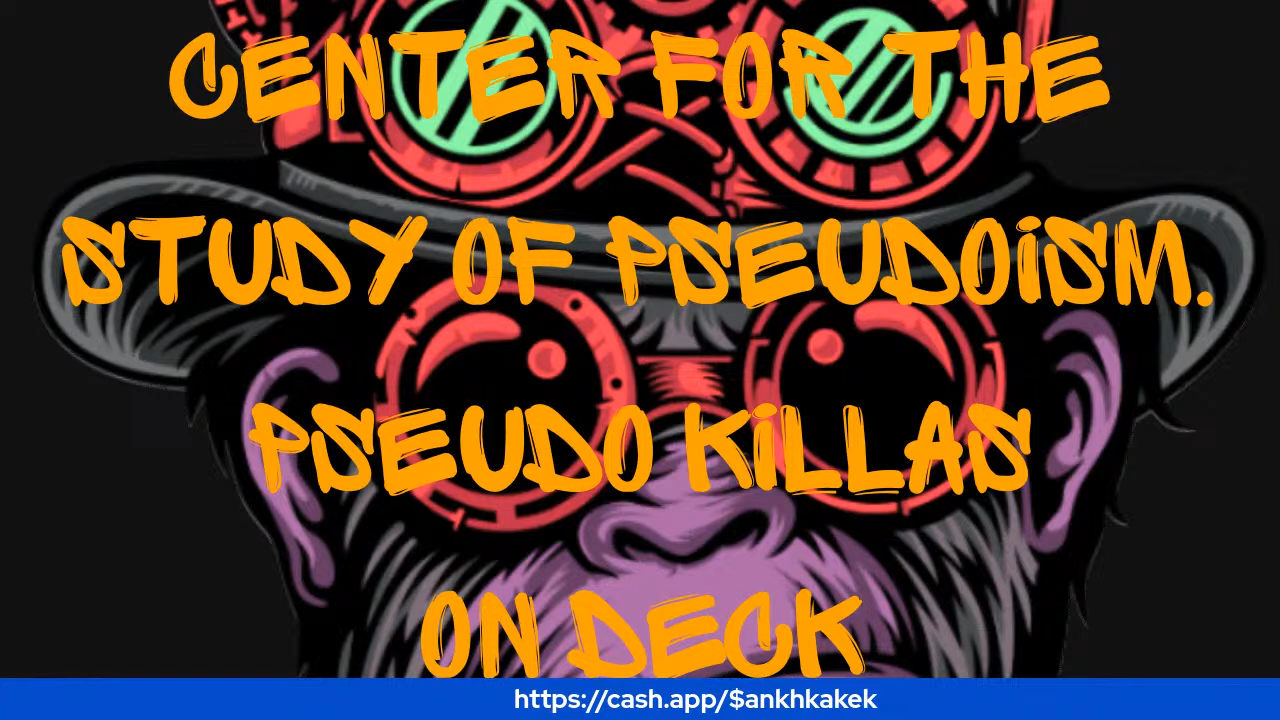 CENTER FOR THE
STUDY OF PSEUDOiSM.
PSEUDO KiLLAS
ON DECK
https://cash.app/$ankhkakek